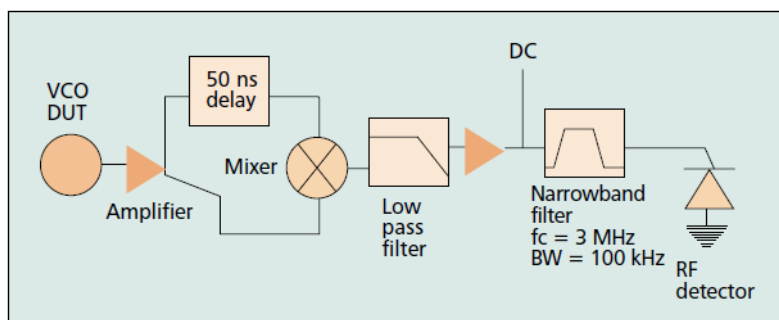 VCO
DUT
Amplifier
50 ns
delay
Mixer
Low
pass
filter
DC
Narrowband
filter
fc = 3 MHz
BW = 100 kHz
RF
detector